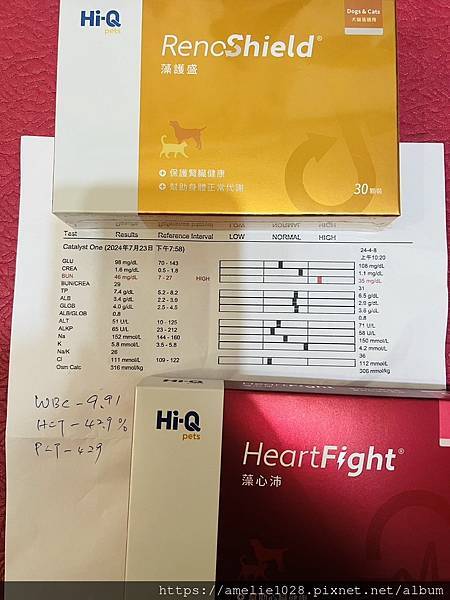 Hi-Q
pets
Dogs & Cats
犬貓營養補充
RenoShield®
藻護盛
保護腎臟健康
幫助身體正常代謝
30顆裝
Test Results Reference Interval LOW NORMAL HIGH
Catalyst One (2024年7月23日 下午7:58) 24-4-8
上午10:20
GLU 98 mg/dL 70 - 143 108 mg/dL
CREA 1.6 mg/dL 0.5 - 1.8 1.1 mg/dL
BUN 46 mg/dL 7 - 27 HIGH 35 mg/dL
BUN/CREA 29 31
TP 7.4 g/dL 5.2 - 8.2 6.5 g/dL
ALB 3.4 g/dL 2.2 - 3.9 2.9 g/dL
GLOB 4.0 g/dL 2.5 - 4.5 3.6 g/dL
ALB/GLOB 0.8 0.8
ALT 51 U/L 10 - 125 71 U/L
ALKP 65 U/L 23 - 212 58 U/L
Na 152 mmol/L 144 - 160 150 mmol/L
K 5.8 mmol/L 3.5 - 5.8 4.2 mmol/L
Na/K 26 36
Cl 111 mmol/L 109 - 122 112 mmol/L
Osm Calc 316 mmol/kg 306 mmol/kg
WBC - 9.91
HCT - 42.9%
PLT - 429
Hi-Q
pets
HeartFight®
藻心沛
https://amelie1028.pixnet.net/album